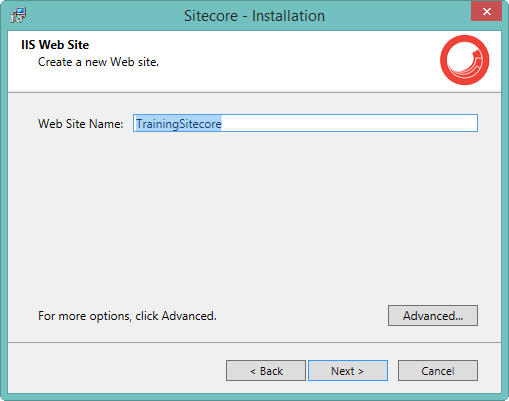 Sitecore - Installation
IIS Web Site
Create a new Web site.
Web Site Name: TrainingSitecore
For more options, click Advanced. Advanced...
< Back Next > Cancel